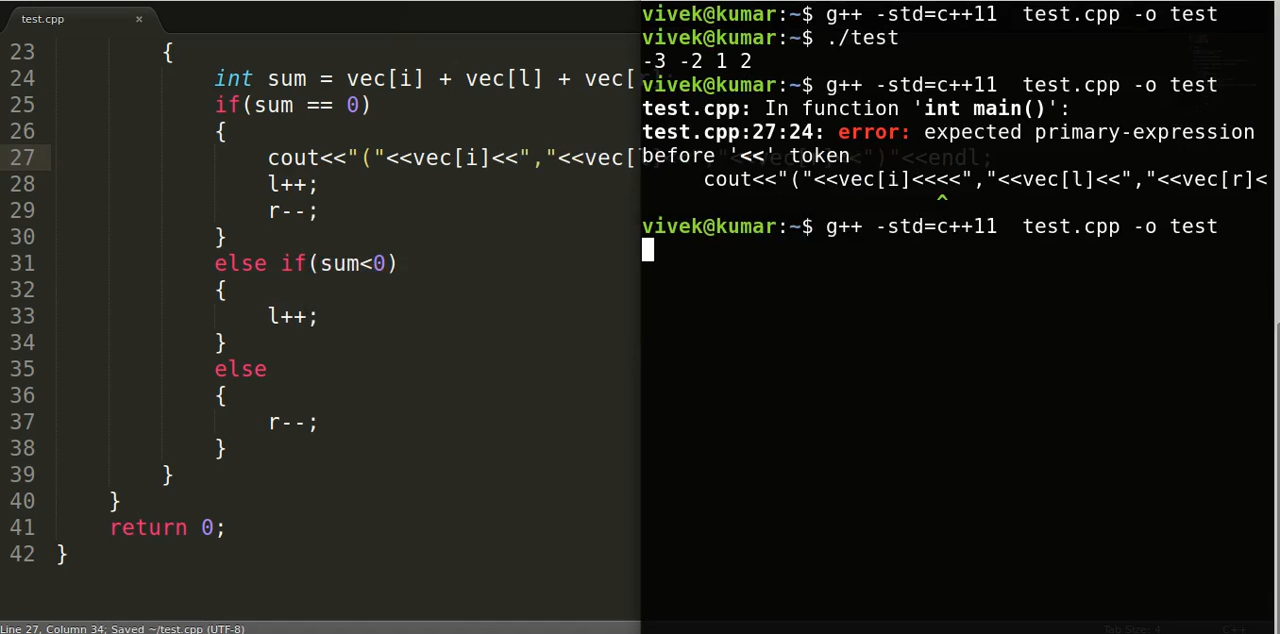 test.cpp ×
23 {
24 int sum = vec[i] + vec[l] + vec[
25 if(sum == 0)
26 {
27 cout<<"("<<vec[i]<<","<<vec[l]<<","<<vec[r]<<")"<<endl;
28 l++;
29 r--;
30 }
31 else if(sum<0)
32 {
33 l++;
34 }
35 else
36 {
37 r--;
38 }
39 }
40 }
41 return 0;
42 }
Line 27, Column 34; Saved ~/test.cpp (UTF-8)
Tab Size: 4 C++
vivek@kumar:~$ g++ -std=c++11  test.cpp -o test
vivek@kumar:~$ ./test
-3 -2 1 2
vivek@kumar:~$ g++ -std=c++11  test.cpp -o test
test.cpp: In function 'int main()':
test.cpp:27:24: error: expected primary-expression
before '<<' token
cout<<"("<<vec[i]<<<<","<<vec[l]<<","<<vec[r]<
^
vivek@kumar:~$ g++ -std=c++11  test.cpp -o test